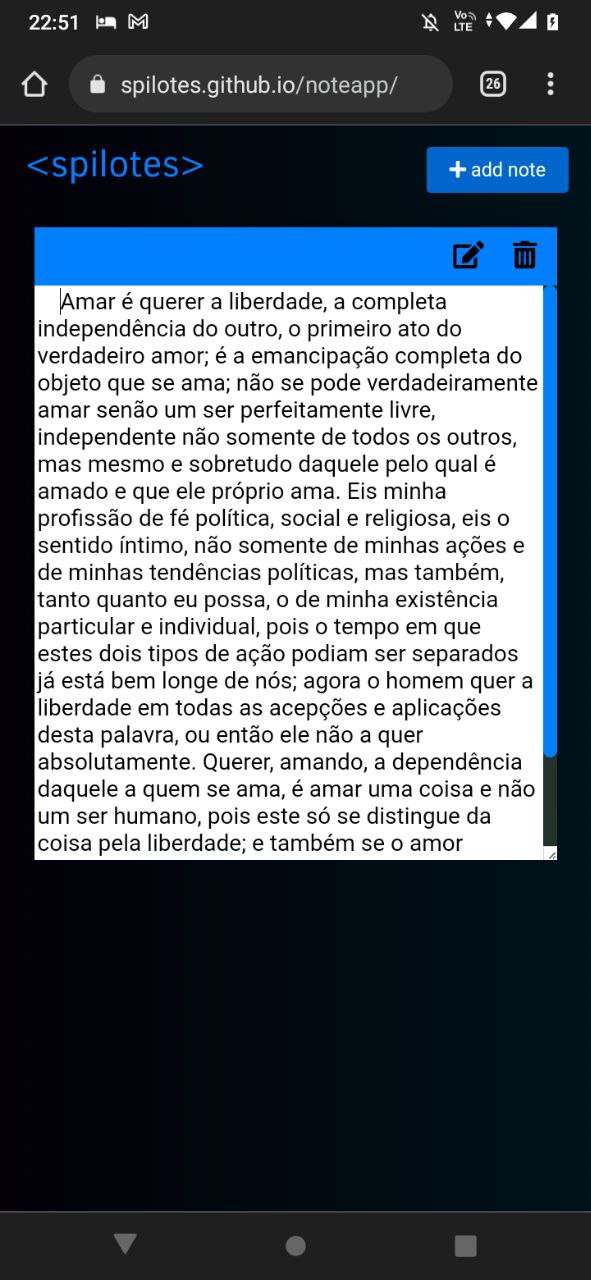 22:51
Vo LTE
spilotes.github.io/noteapp/
26
<spilotes>
+ add note
Amar é querer a liberdade, a completa
independência do outro, o primeiro ato do
verdadeiro amor; é a emancipação completa do
objeto que se ama; não se pode verdadeiramente
amar senão um ser perfeitamente livre,
independente não somente de todos os outros,
mas mesmo e sobretudo daquele pelo qual é
amado e que ele próprio ama. Eis minha
profissão de fé política, social e religiosa, eis o
sentido íntimo, não somente de minhas ações e
de minhas tendências políticas, mas também,
tanto quanto eu possa, o de minha existência
particular e individual, pois o tempo em que
estes dois tipos de ação podiam ser separados
já está bem longe de nós; agora o homem quer a
liberdade em todas as acepções e aplicações
desta palavra, ou então ele não a quer
absolutamente. Querer, amando, a dependência
daquele a quem se ama, é amar uma coisa e não
um ser humano, pois este só se distingue da
coisa pela liberdade; e também se o amor